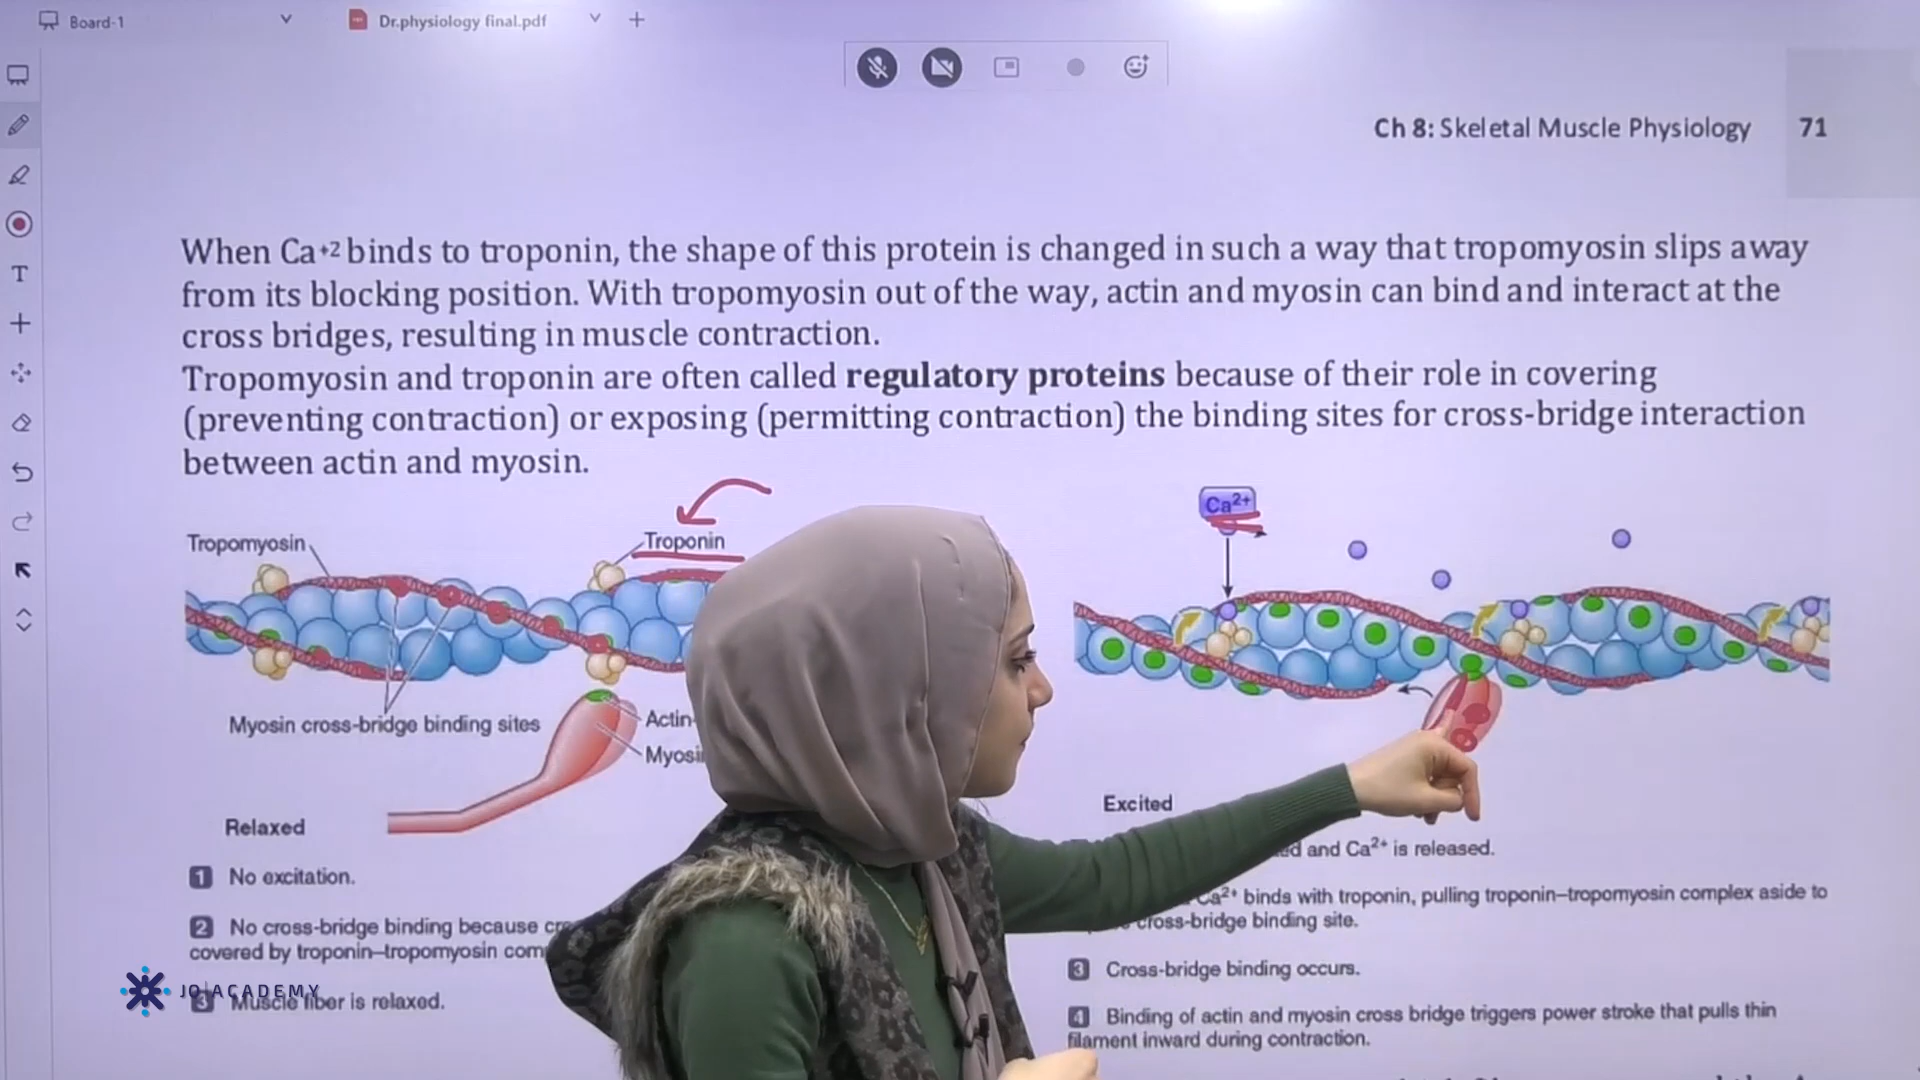 Board-1
Dr.physiology final.pdf
Ch 8: Skeletal Muscle Physiology 71
When Ca+2 binds to troponin, the shape of this protein is changed in such a way that tropomyosin slips away
from its blocking position. With tropomyosin out of the way, actin and myosin can bind and interact at the
cross bridges, resulting in muscle contraction.
Tropomyosin and troponin are often called regulatory proteins because of their role in covering
(preventing contraction) or exposing (permitting contraction) the binding sites for cross-bridge interaction
between actin and myosin.
T
Tropomyosin
Troponin
Myosin cross-bridge binding sites
Actin
Relaxed
1 No excitation.
2 No cross-bridge binding because
covered by troponin–tropomyosin
3 Muscle fiber is relaxed.
JO ACADEMY
Ca2+
Excited
and Ca2+ is released.
Ca2+ binds with troponin, pulling troponin–tropomyosin complex aside to
cross-bridge binding site.
3 Cross-bridge binding occurs.
4 Binding of actin and myosin cross bridge triggers power stroke that pulls thin
filament inward during contraction.